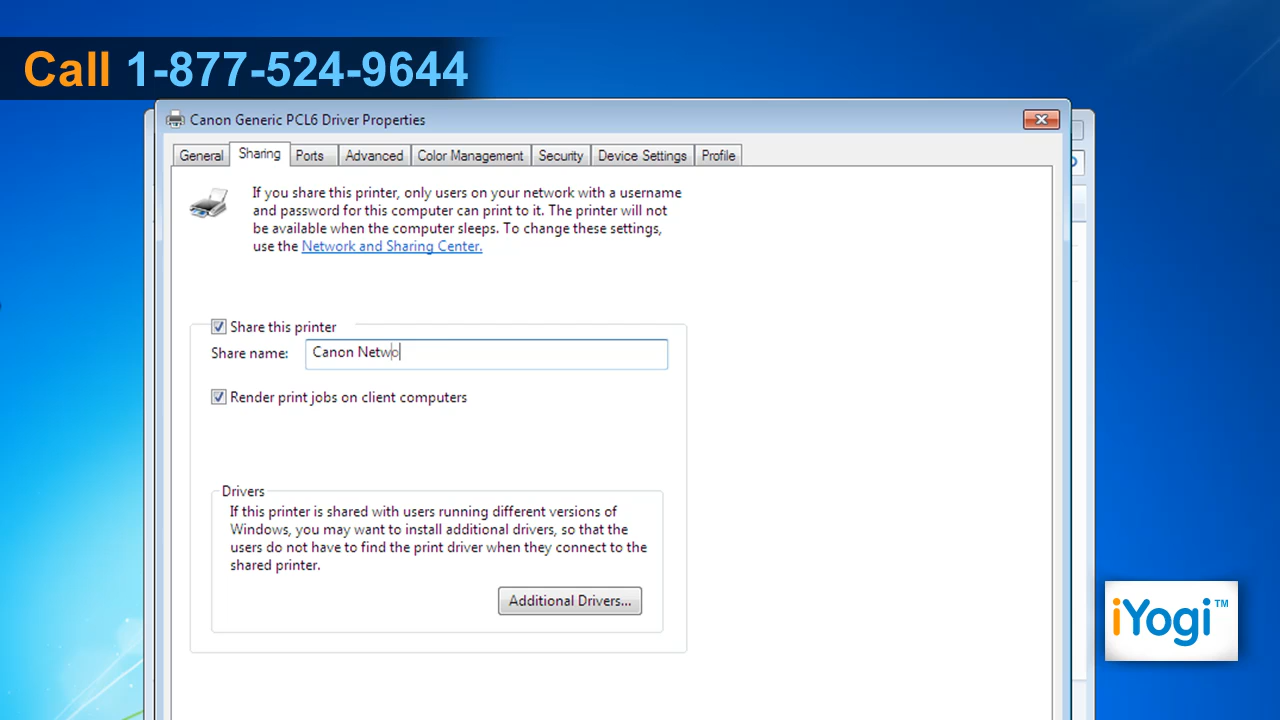 Call 1-877-524-9644
Canon Generic PCL6 Driver Properties
General Sharing Ports Advanced Color Management Security Device Settings Profile
If you share this printer, only users on your network with a username
and password for this computer can print to it. The printer will not
be available when the computer sleeps. To change these settings,
use the Network and Sharing Center.
Share this printer
Share name: Canon Netwo
Render print jobs on client computers
Drivers
If this printer is shared with users running different versions of
Windows, you may want to install additional drivers, so that the
users do not have to find the print driver when they connect to the
shared printer.
Additional Drivers...
iYogi™